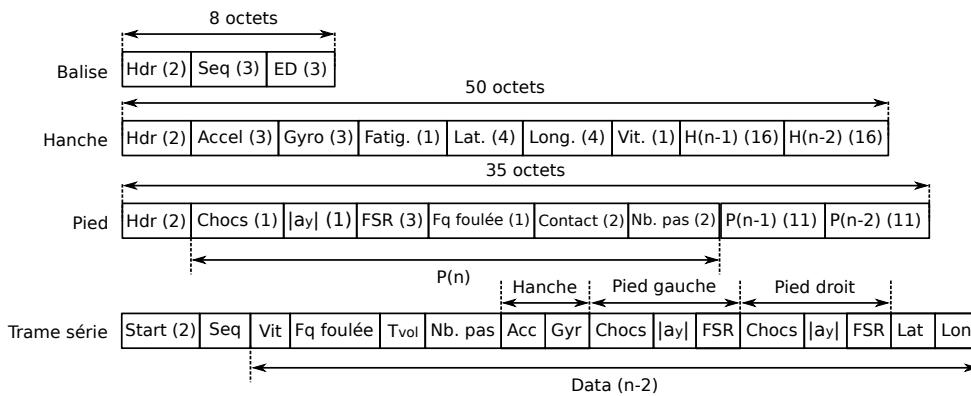 8 octets
Balise Hdr (2) Seq (3) ED (3)
50 octets
Hanche Hdr (2) Accel (3) Gyro (3) Fatig. (1) Lat. (4) Long. (4) Vit. (1) H(n-1) (16) H(n-2) (16)
35 octets
Pied Hdr (2) Chocs (1) |ay| (1) FSR (3) Fq foulée (1) Contact (2) Nb. pas (2) P(n-1) (11) P(n-2) (11)
P(n)
Hanche Pied gauche Pied droit
Trame série Start (2) Seq Vit Fq foulée Tvol Nb. pas Acc Gyr Chocs |ay| FSR Chocs |ay| FSR Lat Lon
Data (n-2)